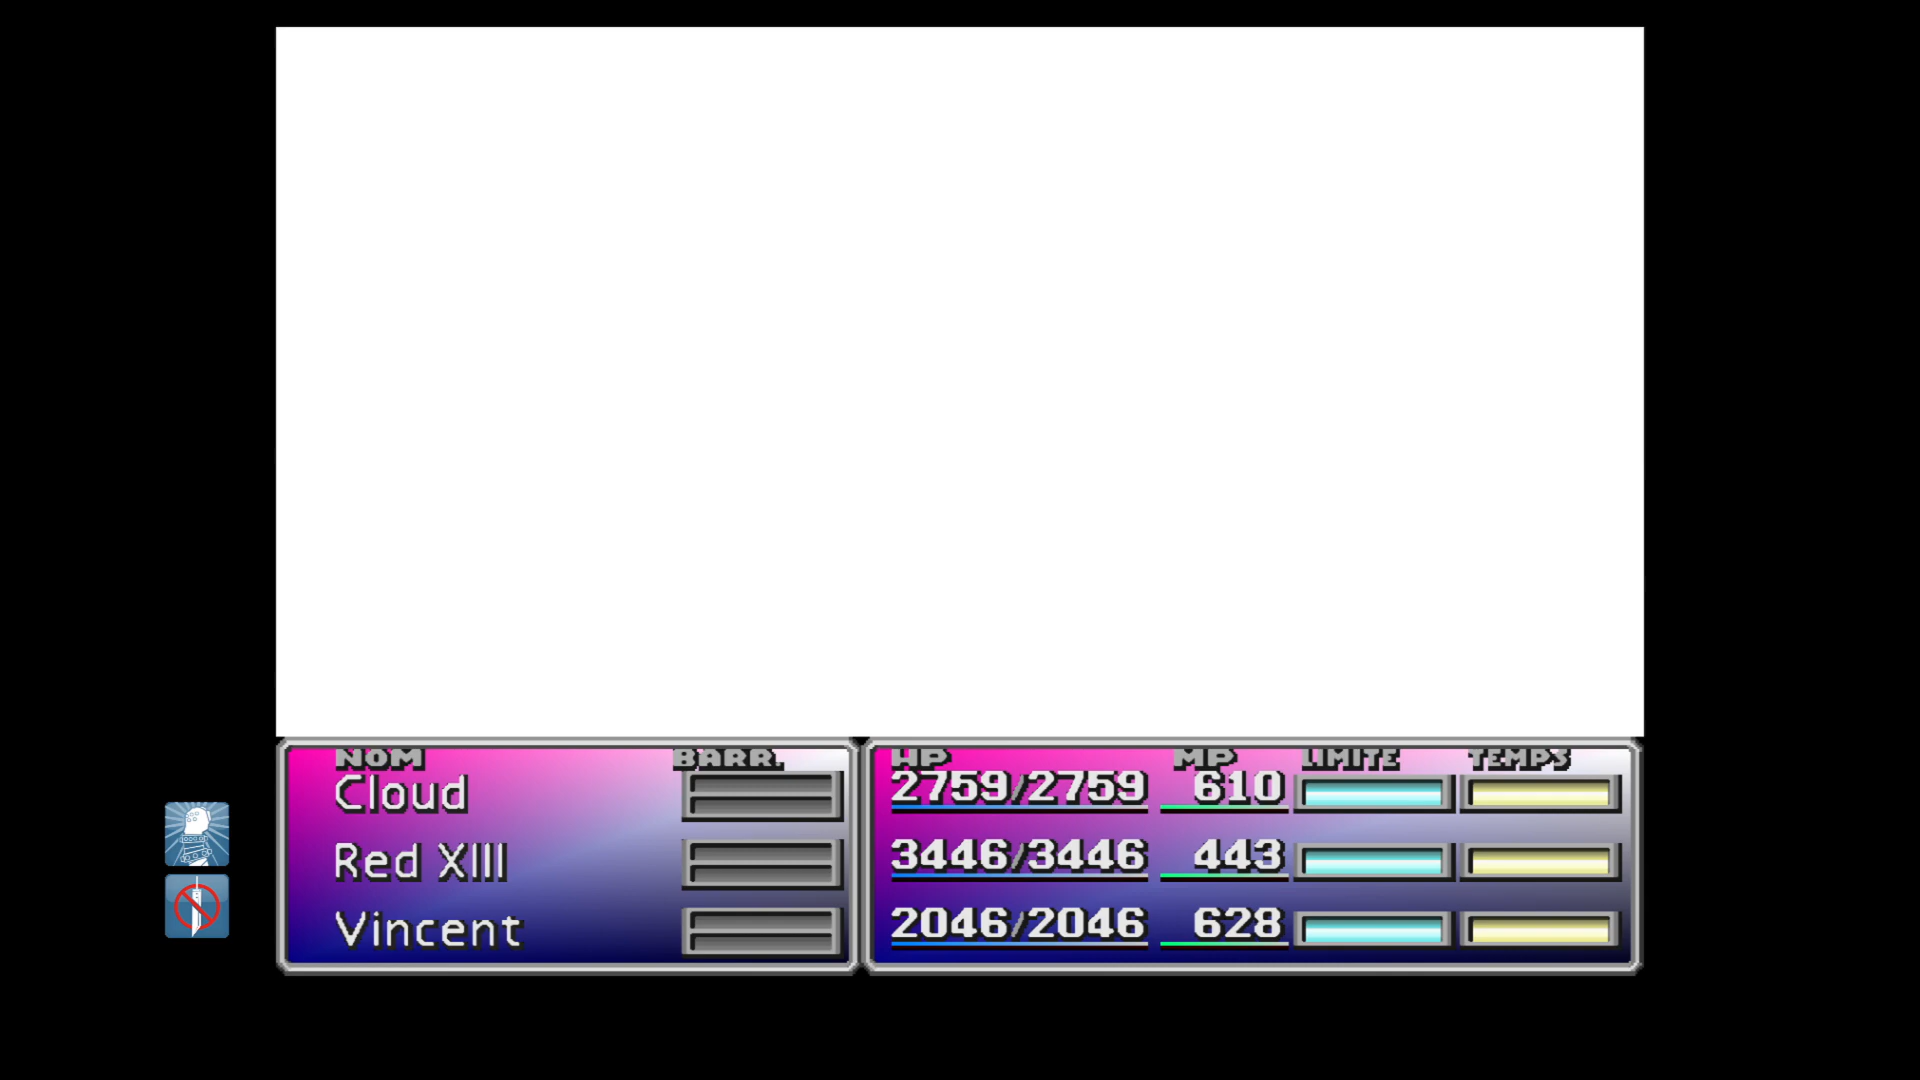 NOM BARR. HP MP LIMITE TEMPS
Cloud 2759/2759 610
Red XIII 3446/3446 443
Vincent 2046/2046 628